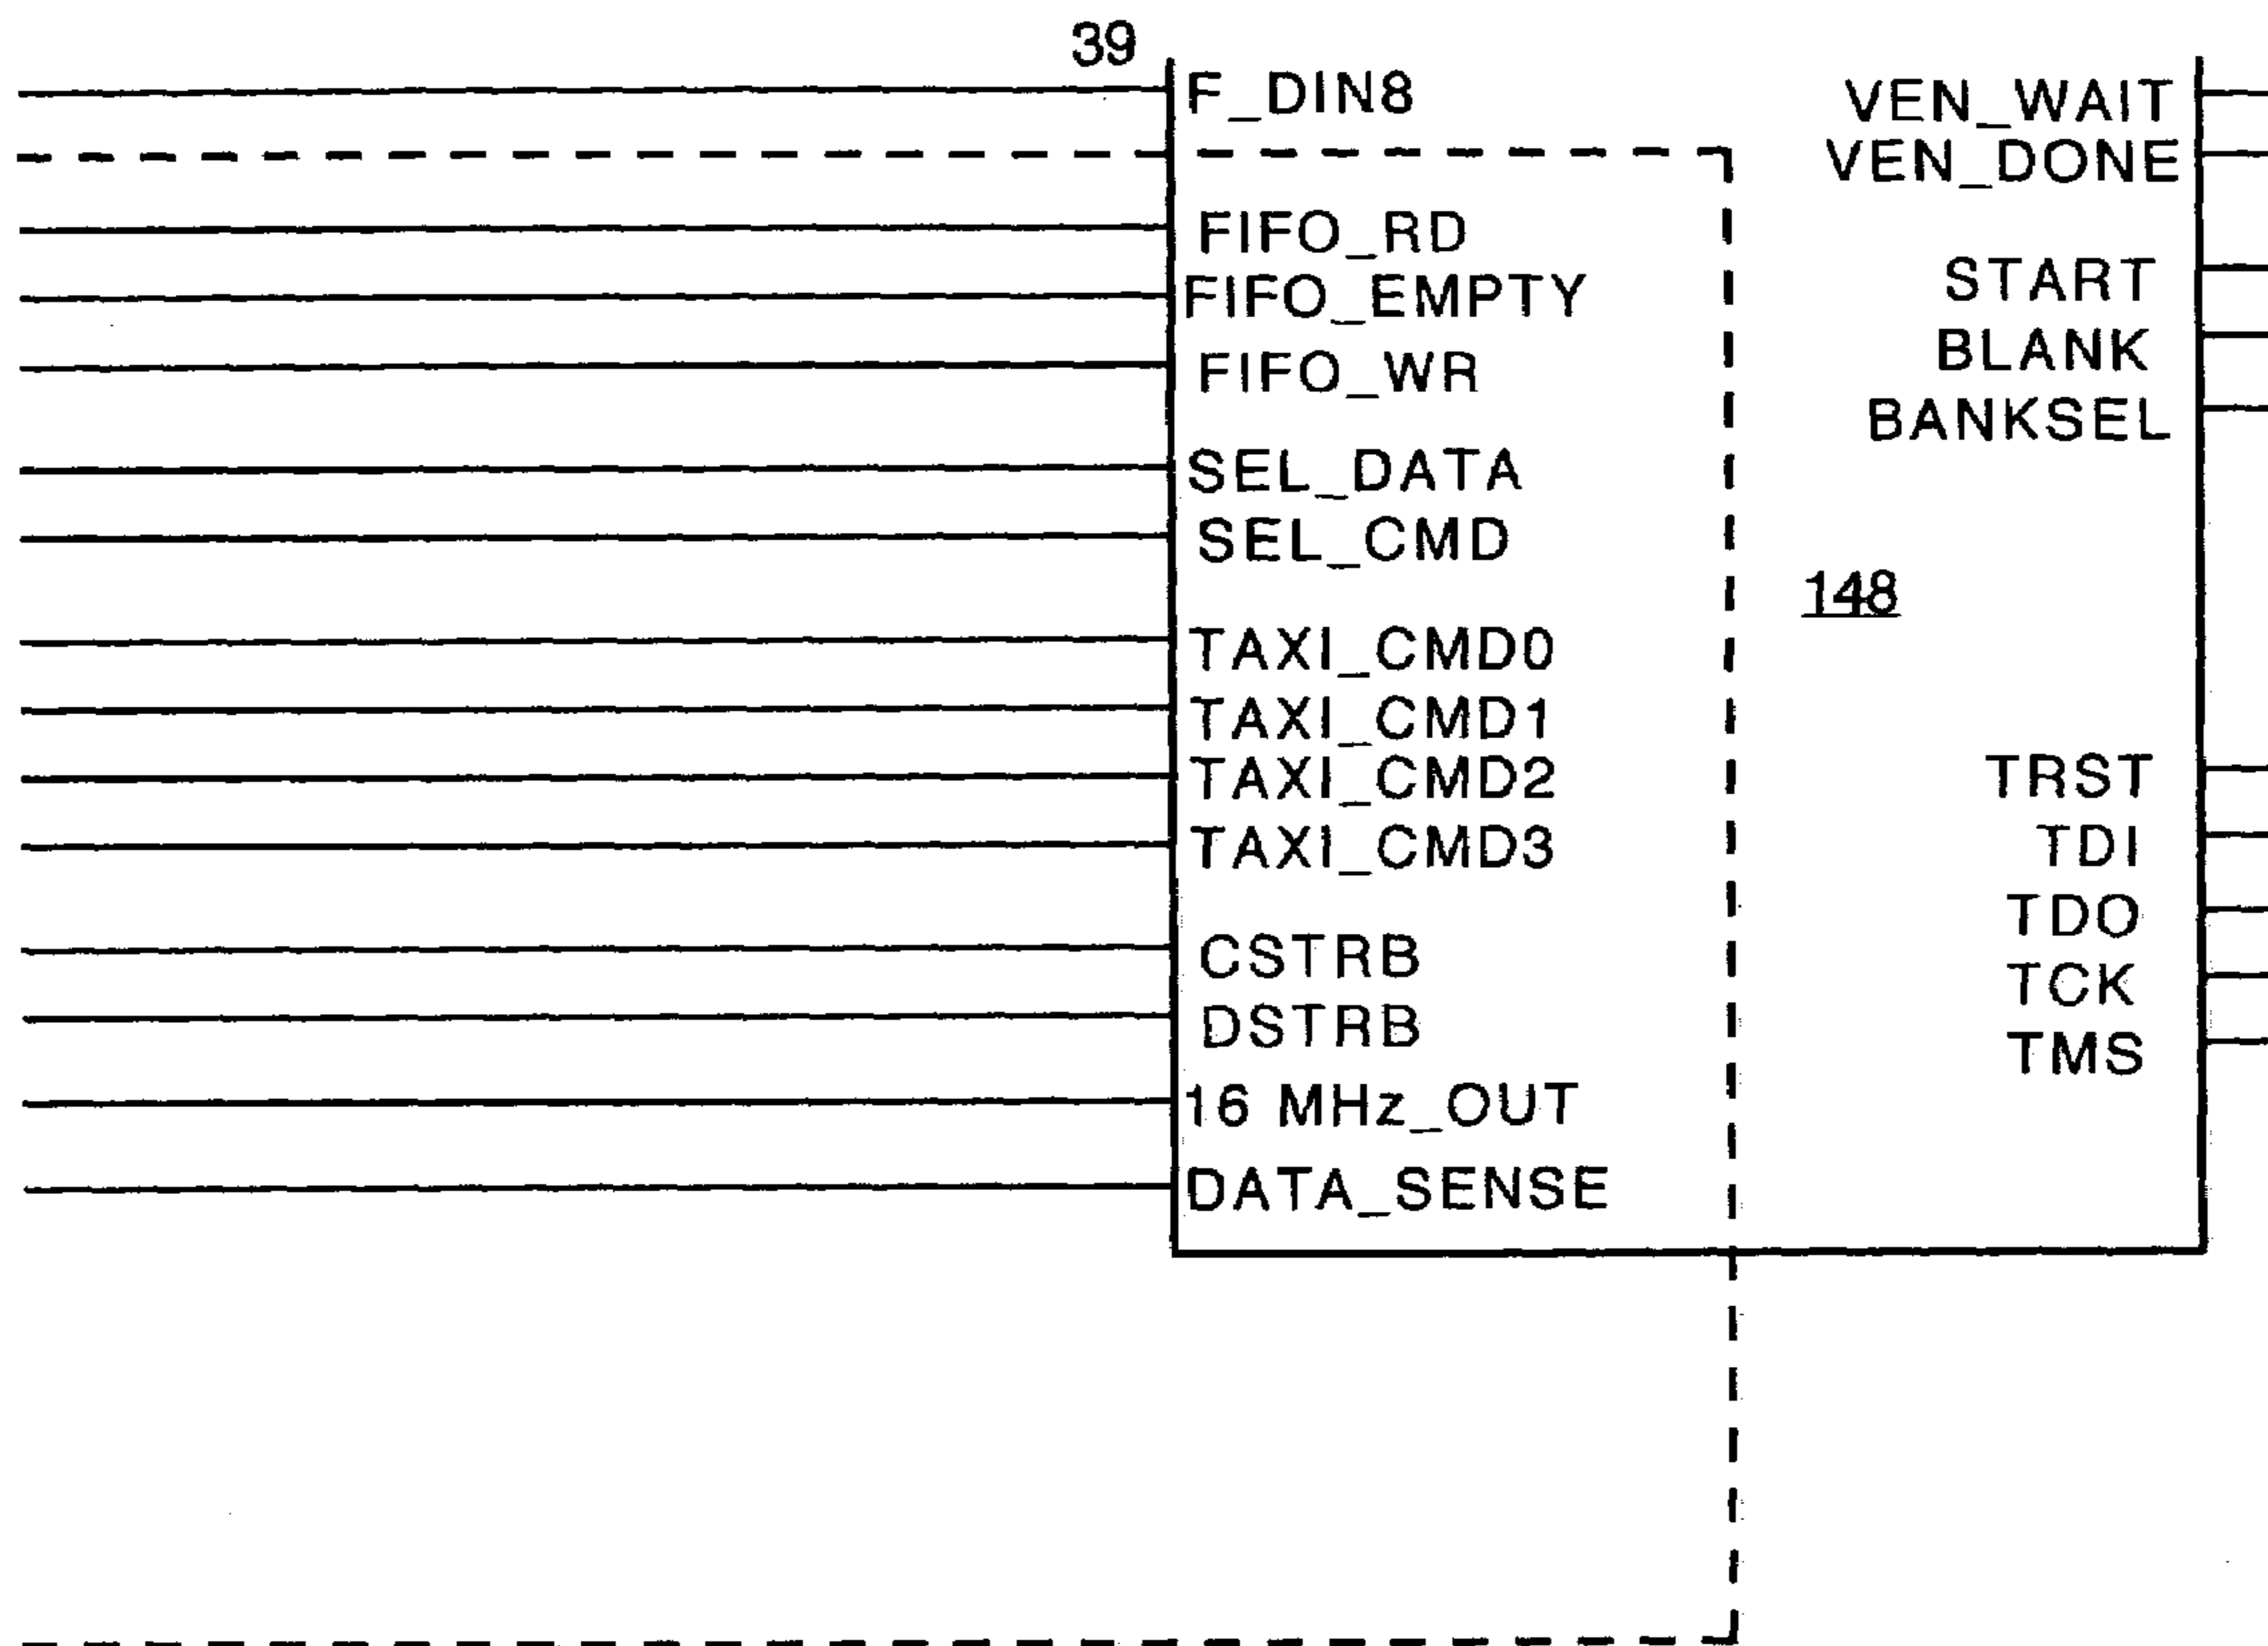 39
F_DIN8
FIFO_RD
FIFO_EMPTY
FIFO_WR
SEL_DATA
SEL_CMD
TAXI_CMD0
TAXI_CMD1
TAXI_CMD2
TAXI_CMD3
CSTRB
DSTRB
16 MHz_OUT
DATA_SENSE
148
VEN_WAIT
VEN_DONE
START
BLANK
BANKSEL
TRST
TDI
TDO
TCK
TMS